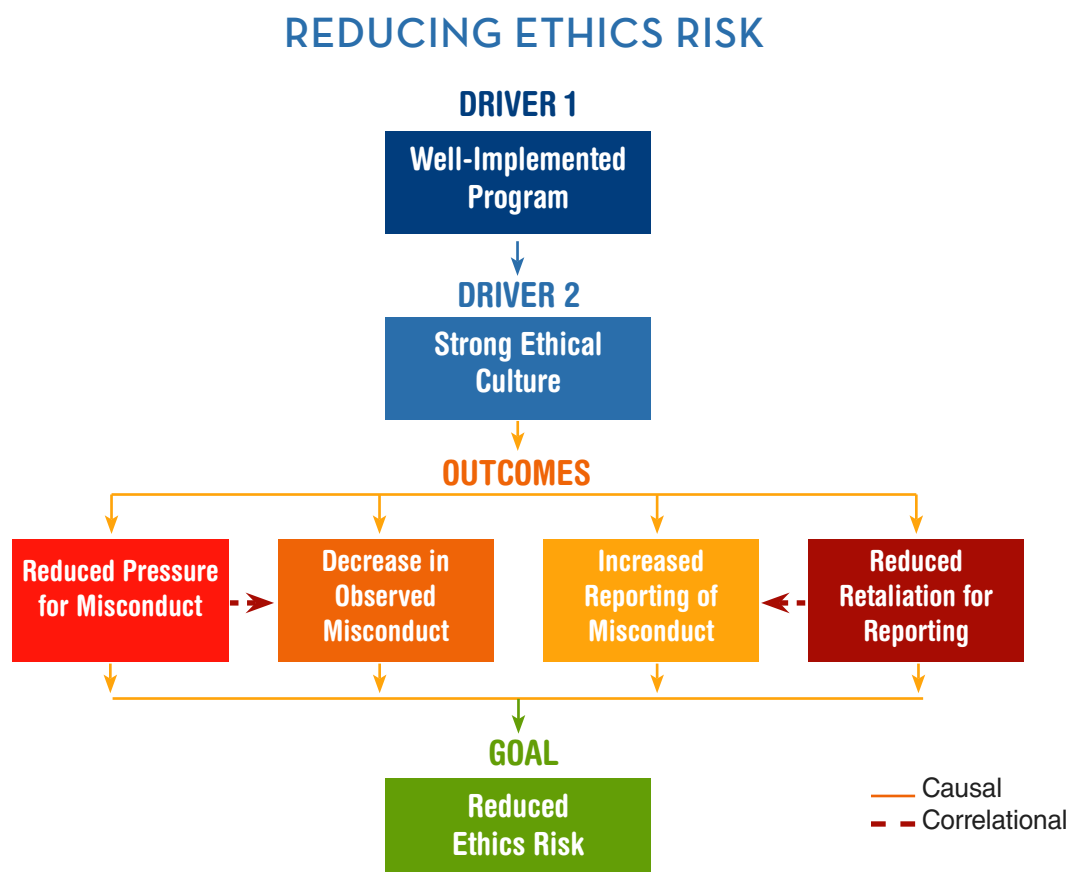 REDUCING ETHICS RISK
DRIVER 1
Well-Implemented
Program
DRIVER 2
Strong Ethical
Culture
OUTCOMES
Reduced Pressure
for Misconduct
Decrease in
Observed
Misconduct
Increased
Reporting of
Misconduct
Reduced
Retaliation for
Reporting
GOAL
Reduced
Ethics Risk
Causal
Correlational